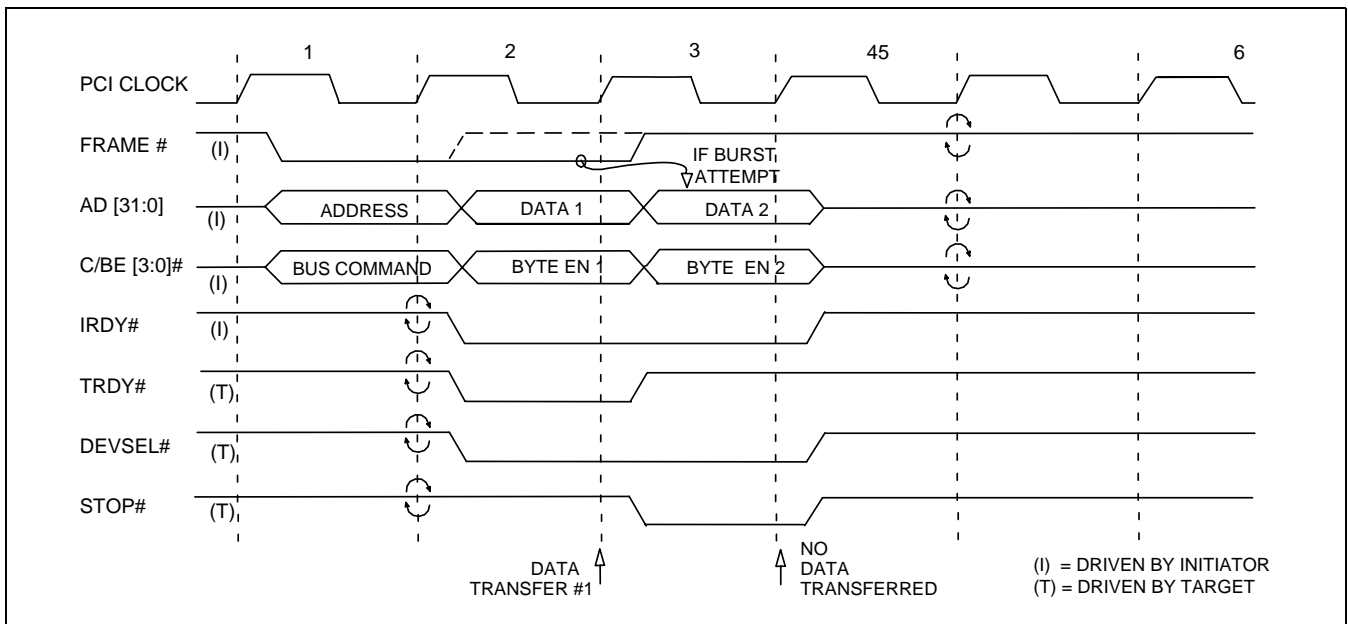 1 2 3 45 6
PCI CLOCK
FRAME # (I)
IF BURST
ATTEMPT
AD [31:0] (I) ADDRESS DATA 1 DATA 2
C/BE [3:0]# (I) BUS COMMAND BYTE EN 1 BYTE EN 2
IRDY# (I)
TRDY# (T)
DEVSEL# (T)
STOP# (T)
DATA
TRANSFER #1
NO
DATA
TRANSFERRED
(I) = DRIVEN BY INITIATOR
(T) = DRIVEN BY TARGET